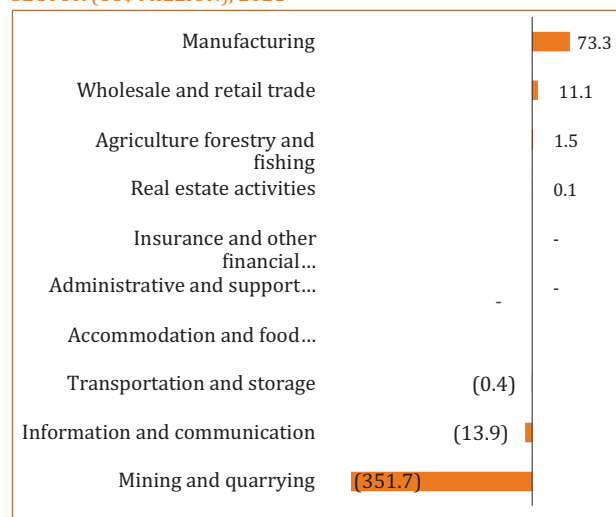 Manufacturing 73.3
Wholesale and retail trade 11.1
Agriculture forestry and
fishing 1.5
Real estate activities 0.1
Insurance and other
financial… -
Administrative and support… -
-
Accommodation and food…
Transportation and storage (0.4)
Information and communication (13.9)
Mining and quarrying (351.7)